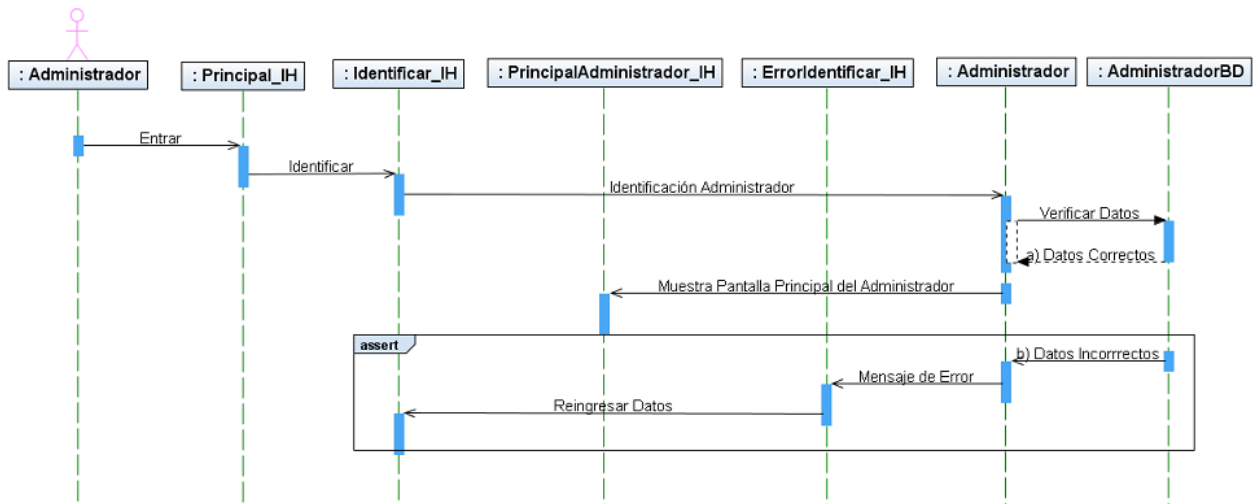 : Administrador
: Principal_IH
: Identificar_IH
: PrincipalAdministrador_IH
: ErrorIdentificar_IH
: Administrador
: AdministradorBD
Entrar
Identificar
Identificación Administrador
Verificar Datos
a) Datos Correctos
Muestra Pantalla Principal del Administrador
assert
b) Datos Incorrrectos
Mensaje de Error
Reingresar Datos